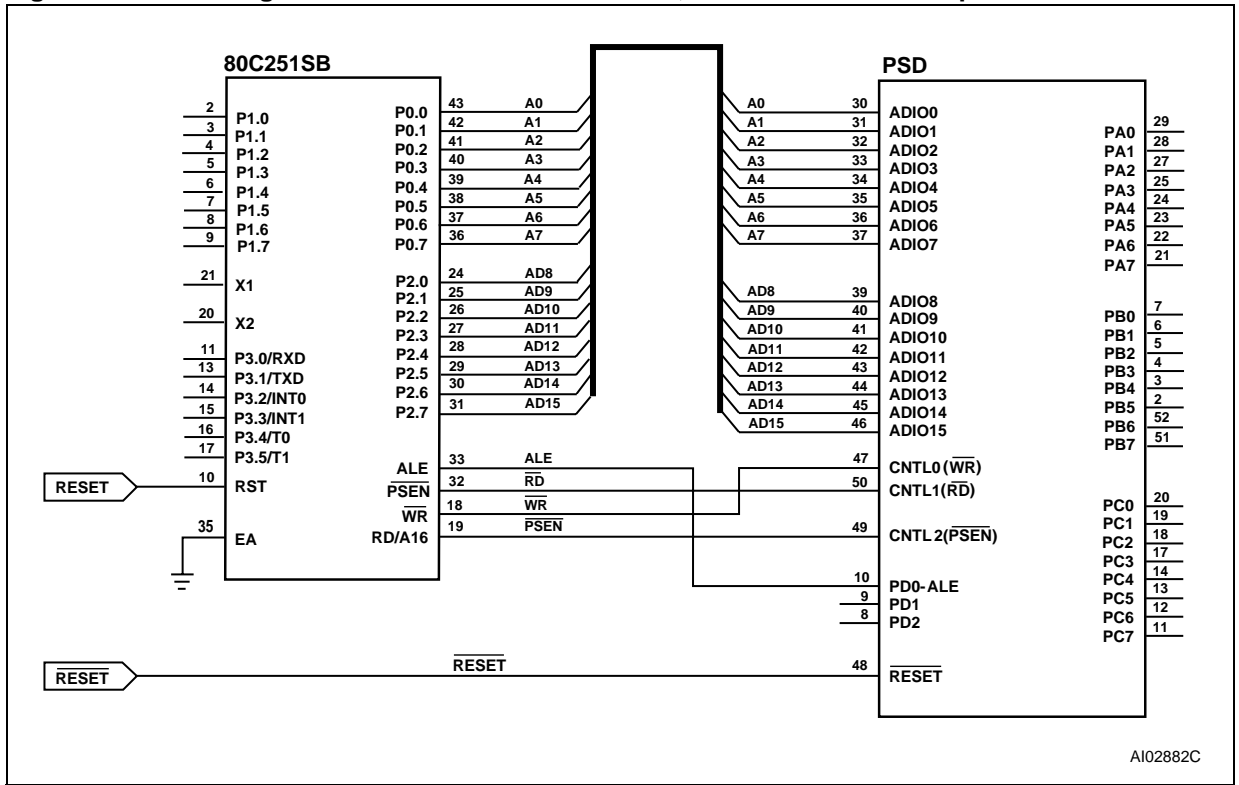 80C251SB
PSD
2 P1.0 P0.0 43 A0
3 P1.1 P0.1 42 A1
4 P1.2 P0.2 41 A2
5 P1.3 P0.3 40 A3
6 P1.4 P0.4 39 A4
7 P1.5 P0.5 38 A5
8 P1.6 P0.6 37 A6
9 P1.7 P0.7 36 A7
21 X1
20 X2
P2.0 24 AD8
P2.1 25 AD9
P2.2 26 AD10
P2.3 27 AD11
P2.4 28 AD12
P2.5 29 AD13
P2.6 30 AD14
P2.7 31 AD15
11 P3.0/RXD
13 P3.1/TXD
14 P3.2/INT0
15 P3.3/INT1
16 P3.4/T0
17 P3.5/T1
RESET 10 RST
35 EA
ALE 33 ALE
PSEN 32 RD
WR 18 WR
RD/A16 19 PSEN
A0 30 ADIO0
A1 31 ADIO1
A2 32 ADIO2
A3 33 ADIO3
A4 34 ADIO4
A5 35 ADIO5
A6 36 ADIO6
A7 37 ADIO7
AD8 39 ADIO8
AD9 40 ADIO9
AD10 41 ADIO10
AD11 42 ADIO11
AD12 43 ADIO12
AD13 44 ADIO13
AD14 45 ADIO14
AD15 46 ADIO15
47 CNTL0(WR)
50 CNTL1(RD)
49 CNTL 2(PSEN)
10 PD0-ALE
9 PD1
8 PD2
RESET RESET 48 RESET
PA0 29
PA1 28
PA2 27
PA3 25
PA4 24
PA5 23
PA6 22
PA7 21
PB0 7
PB1 6
PB2 5
PB3 4
PB4 3
PB5 2
PB6 52
PB7 51
PC0 20
PC1 19
PC2 18
PC3 17
PC4 14
PC5 13
PC6 12
PC7 11
AI02882C